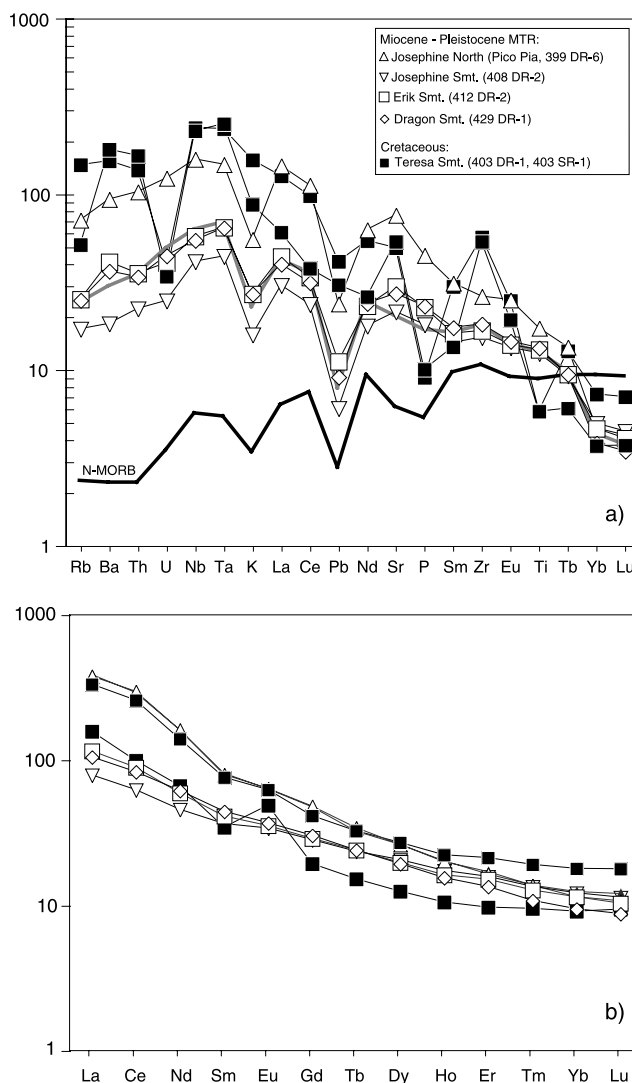 1000
100
10
1
Miocene - Pleistocene MTR:
Josephine North (Pico Pia, 399 DR-6)
Josephine Smt. (408 DR-2)
Erik Smt. (412 DR-2)
Dragon Smt. (429 DR-1)
Cretaceous:
Teresa Smt. (403 DR-1, 403 SR-1)
N-MORB
a)
Rb Ba Th U Nb Ta K La Ce Pb Nd Sr P Sm Zr Eu Ti Tb Yb Lu
1000
100
10
1
b)
La Ce Nd Sm Eu Gd Tb Dy Ho Er Tm Yb Lu